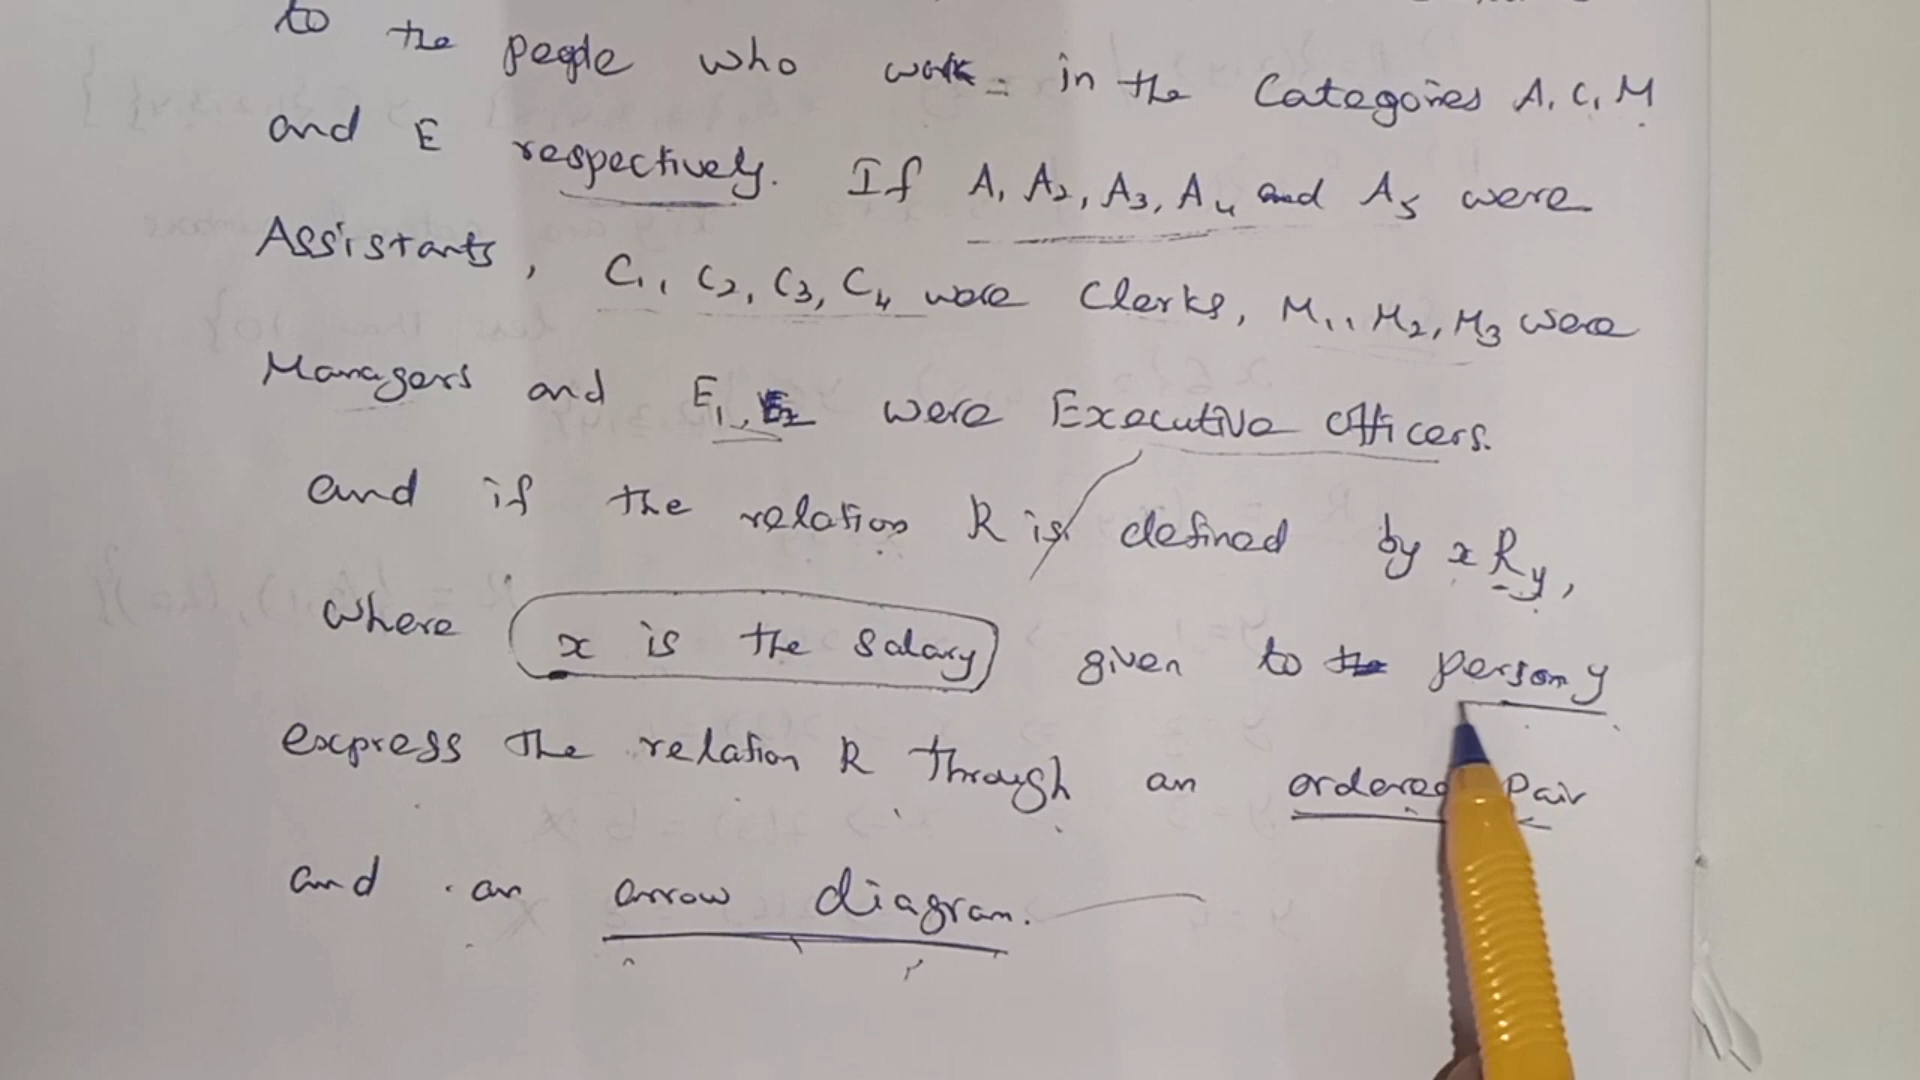 to the people who work in the Categories A, C, M
and E respectively. If A, A2, A3, A4 and A5 were
Assistants, C1, C2, C3, C4 were Clerks, M1, M2, M3 were
Managers and E1, E2 were Executive officers.
and if the relation R is defined by xRy,
where x is the salary given to the person y
express the relation R through an ordered pair
and an arrow diagram.